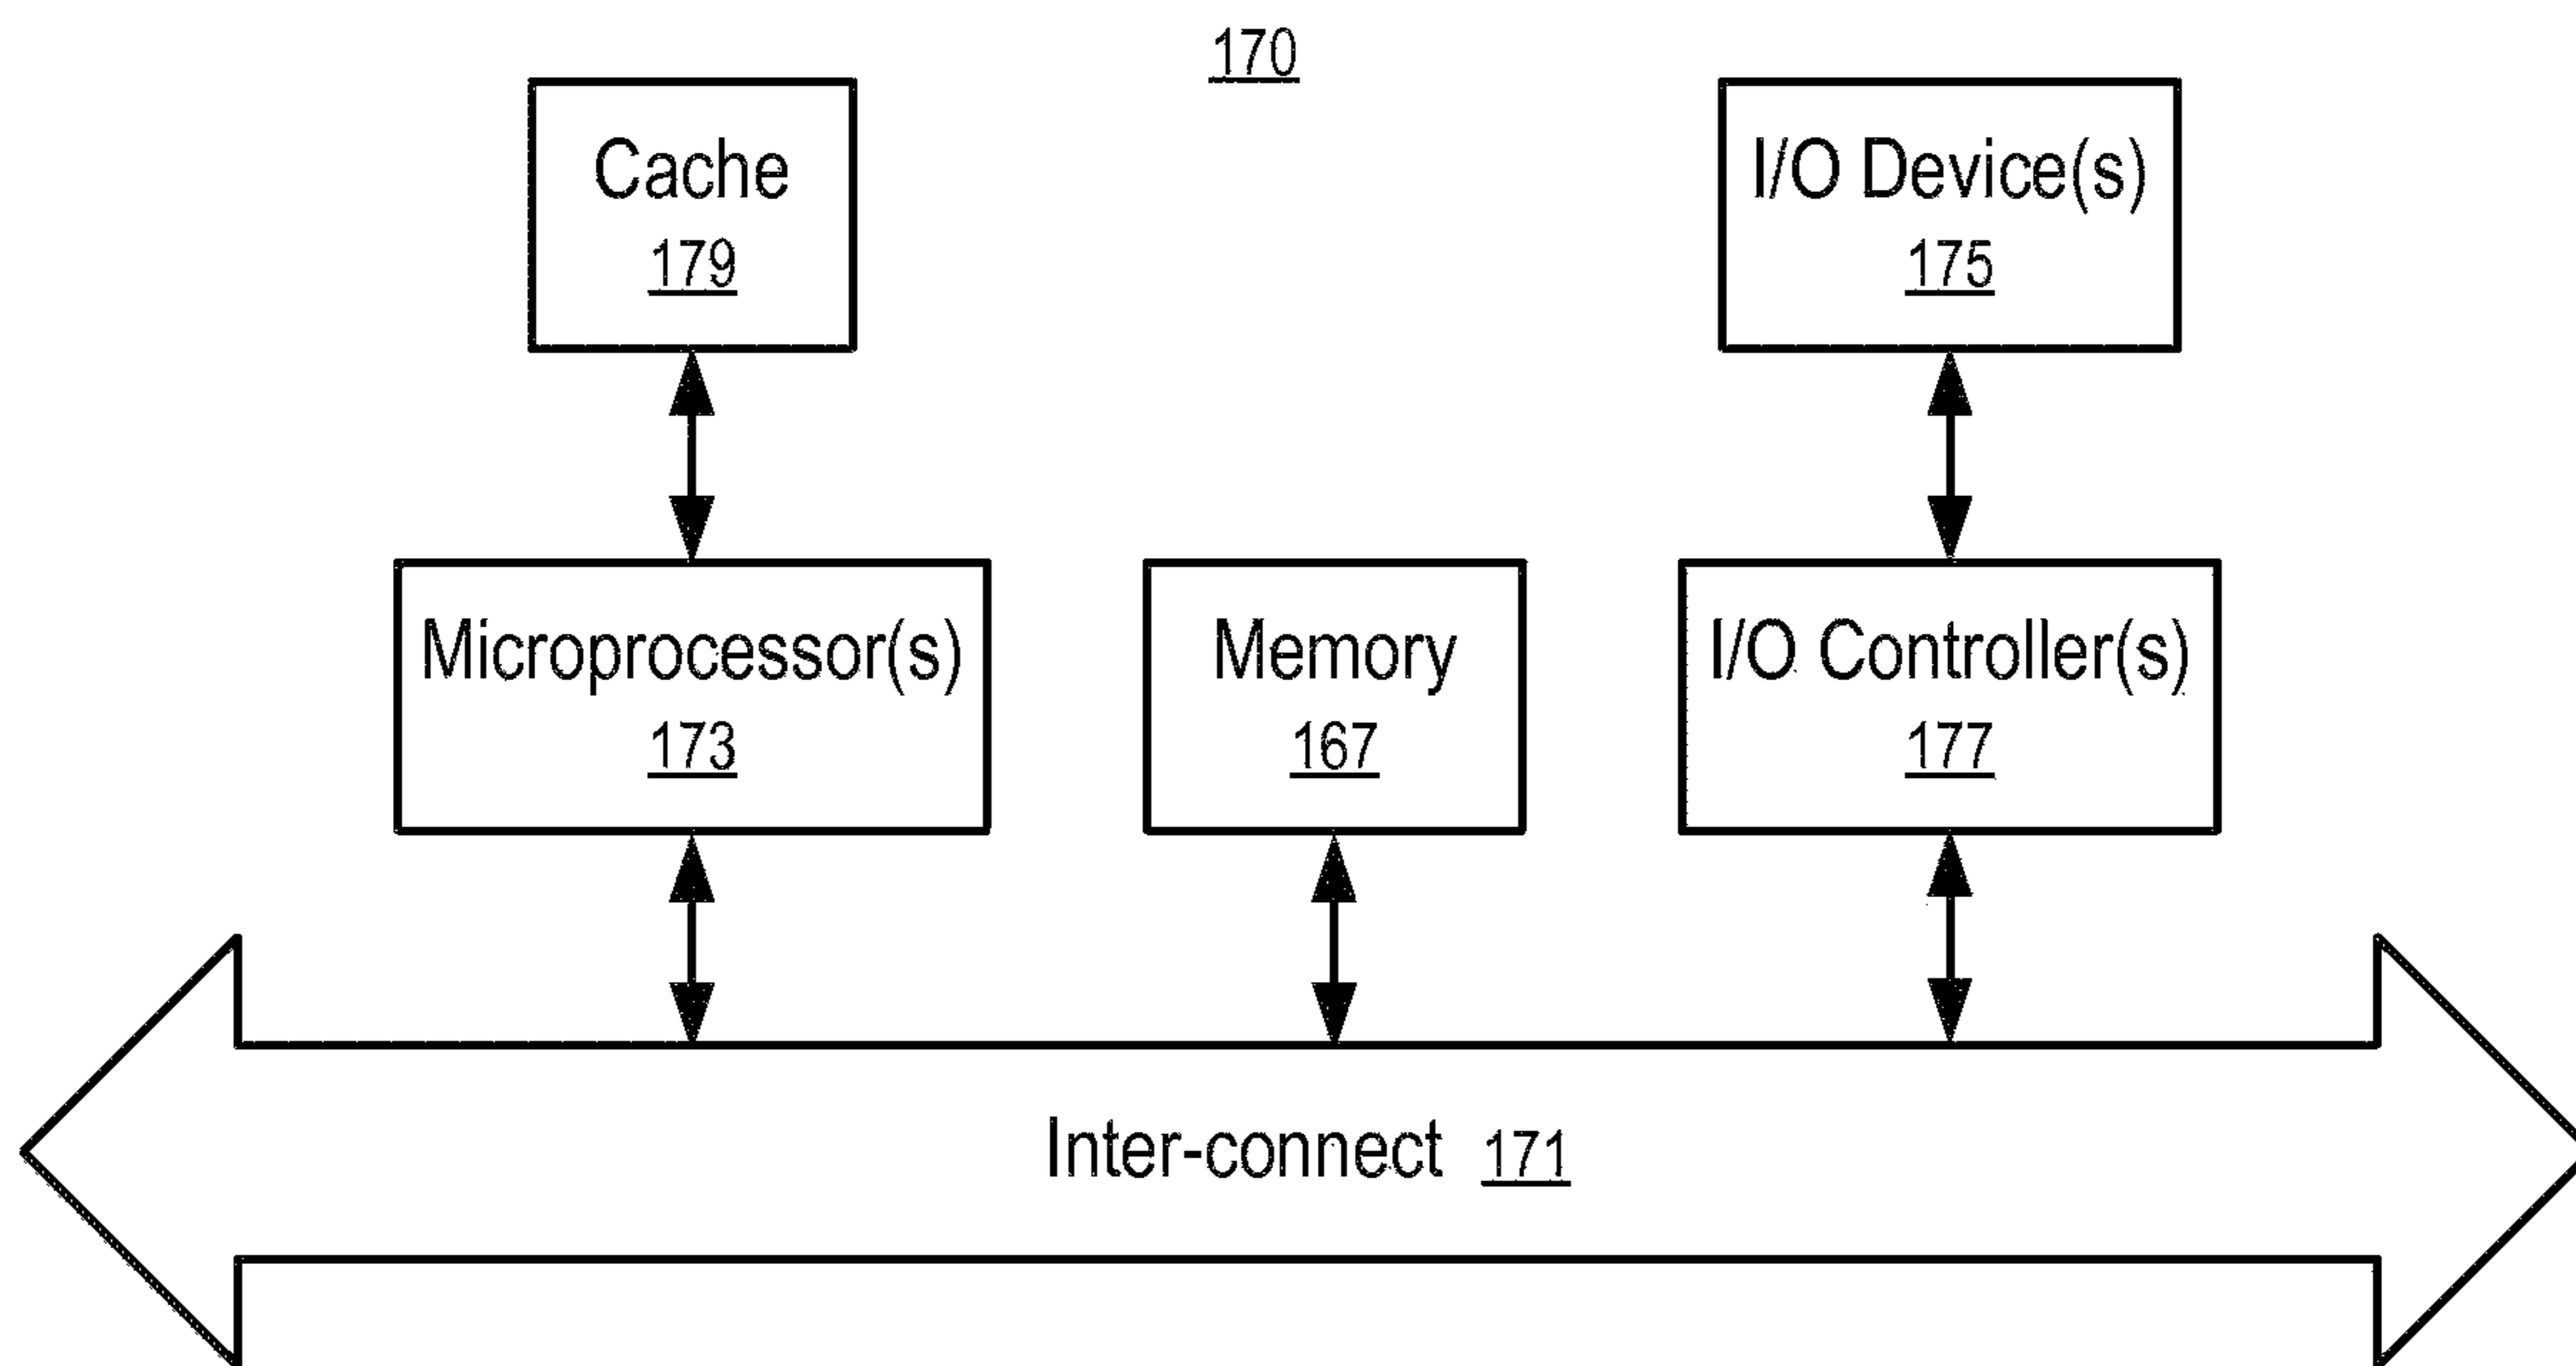 170
Cache
179
I/O Device(s)
175
Microprocessor(s)
173
Memory
167
I/O Controller(s)
177
Inter-connect 171